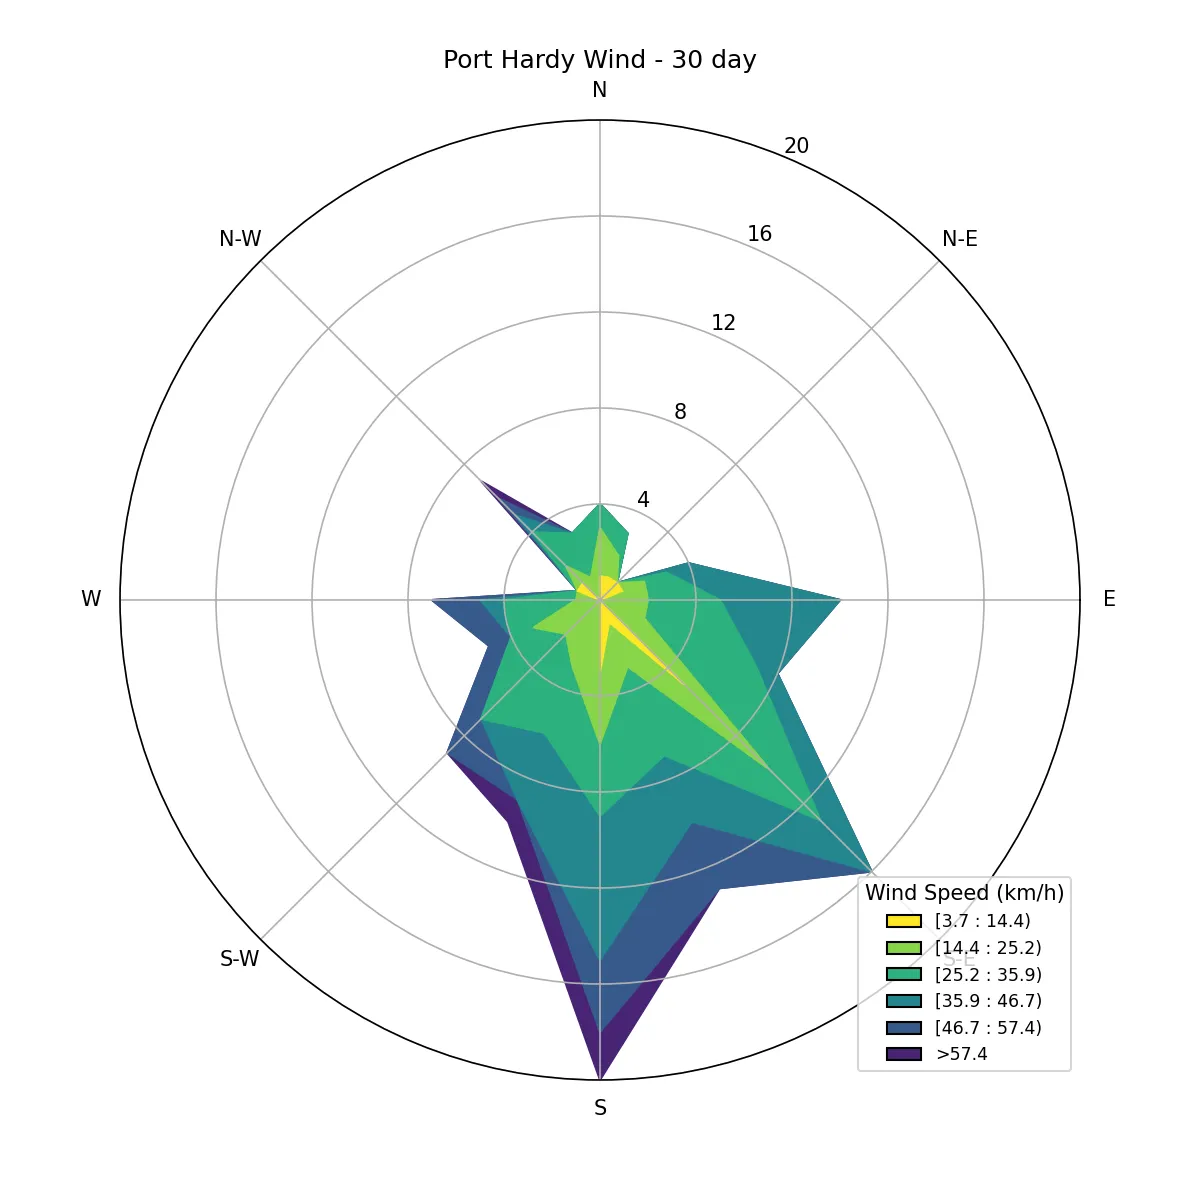 Port Hardy Wind - 30 day
N
20
N-W
N-E
16
12
8
4
W
E
S-W
S-E
Wind Speed (km/h)
[3.7 : 14.4)
[14.4 : 25.2)
[25.2 : 35.9)
[35.9 : 46.7)
[46.7 : 57.4)
>57.4
S